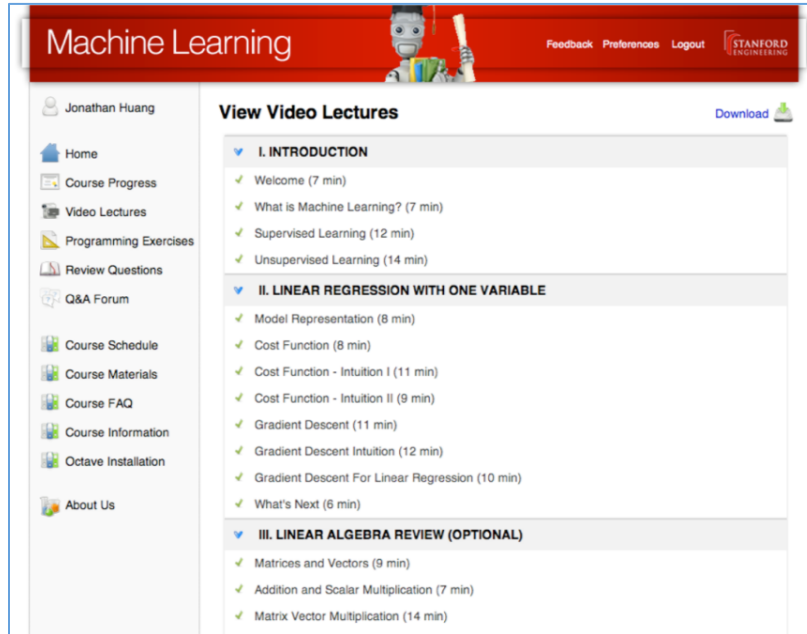 Machine Learning
Feedback Preferences Logout
STANFORD
ENGINEERING
Jonathan Huang
Home
Course Progress
Video Lectures
Programming Exercises
Review Questions
Q&A Forum
Course Schedule
Course Materials
Course FAQ
Course Information
Octave Installation
About Us
View Video Lectures
Download
I. INTRODUCTION
Welcome (7 min)
What is Machine Learning? (7 min)
Supervised Learning (12 min)
Unsupervised Learning (14 min)
II. LINEAR REGRESSION WITH ONE VARIABLE
Model Representation (8 min)
Cost Function (8 min)
Cost Function - Intuition I (11 min)
Cost Function - Intuition II (9 min)
Gradient Descent (11 min)
Gradient Descent Intuition (12 min)
Gradient Descent For Linear Regression (10 min)
What's Next (6 min)
III. LINEAR ALGEBRA REVIEW (OPTIONAL)
Matrices and Vectors (9 min)
Addition and Scalar Multiplication (7 min)
Matrix Vector Multiplication (14 min)